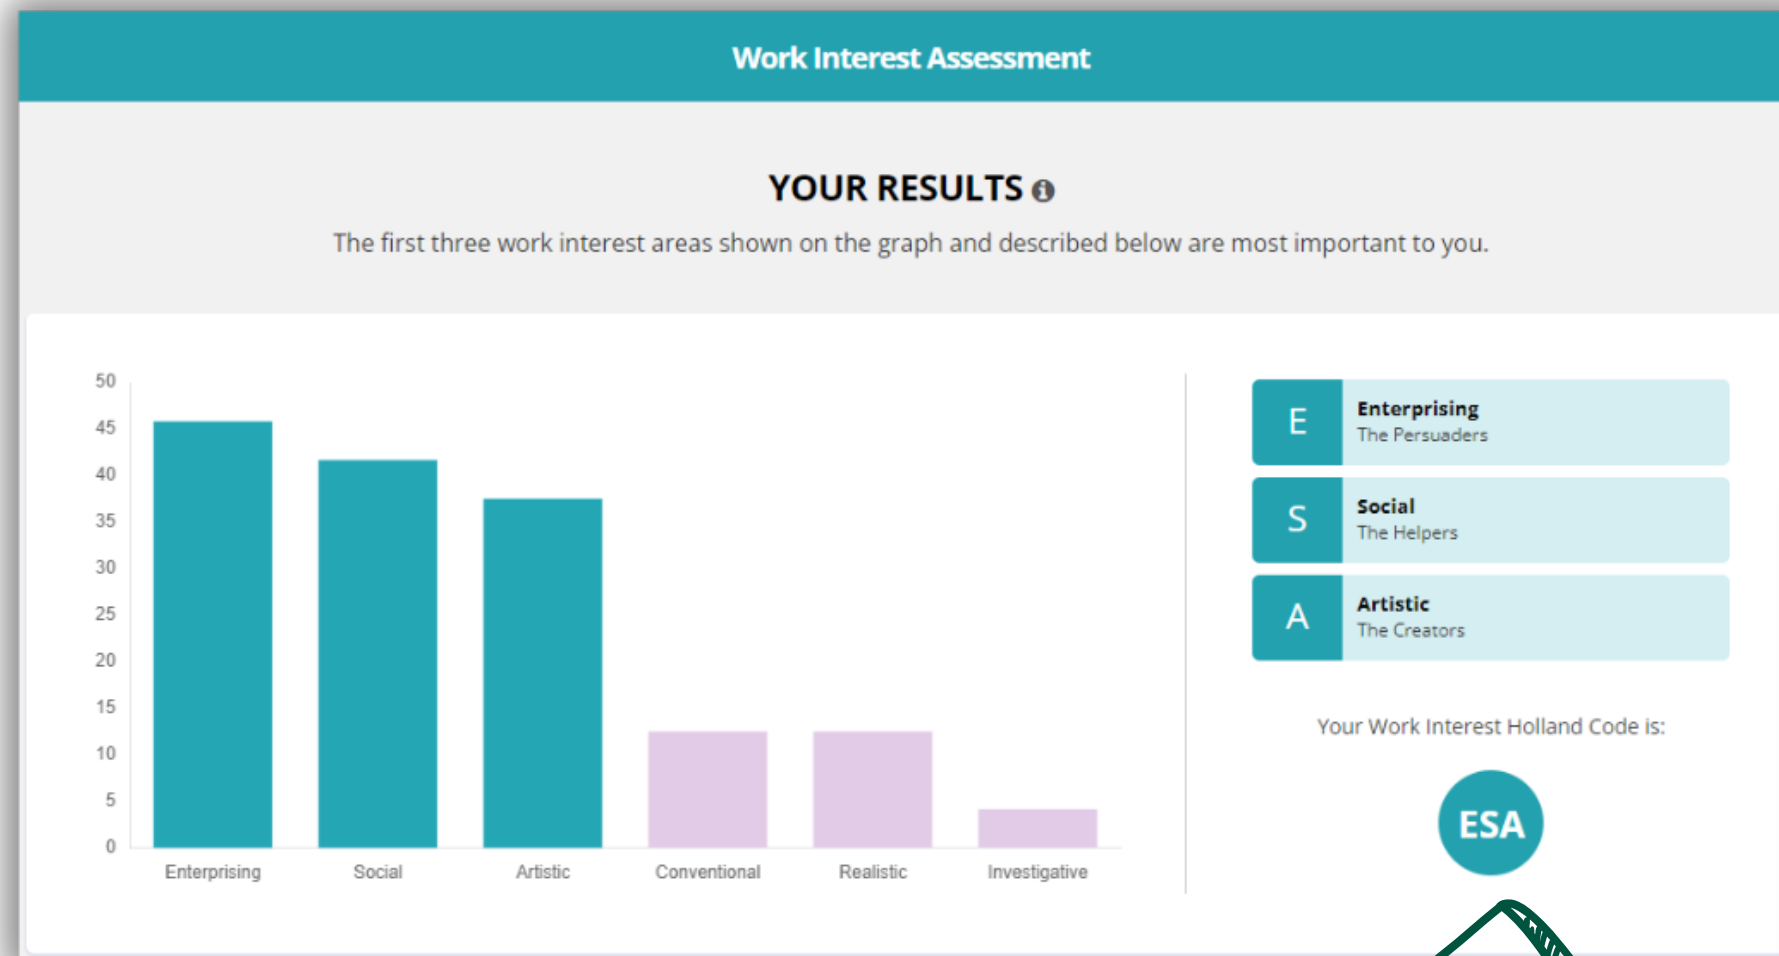 Work Interest Assessment
YOUR RESULTS
The first three work interest areas shown on the graph and described below are most important to you.
50
45
40
35
30
25
20
15
10
5
0
Enterprising Social Artistic Conventional Realistic Investigative
E
Enterprising
The Persuaders
S
Social
The Helpers
A
Artistic
The Creators
Your Work Interest Holland Code is:
ESA